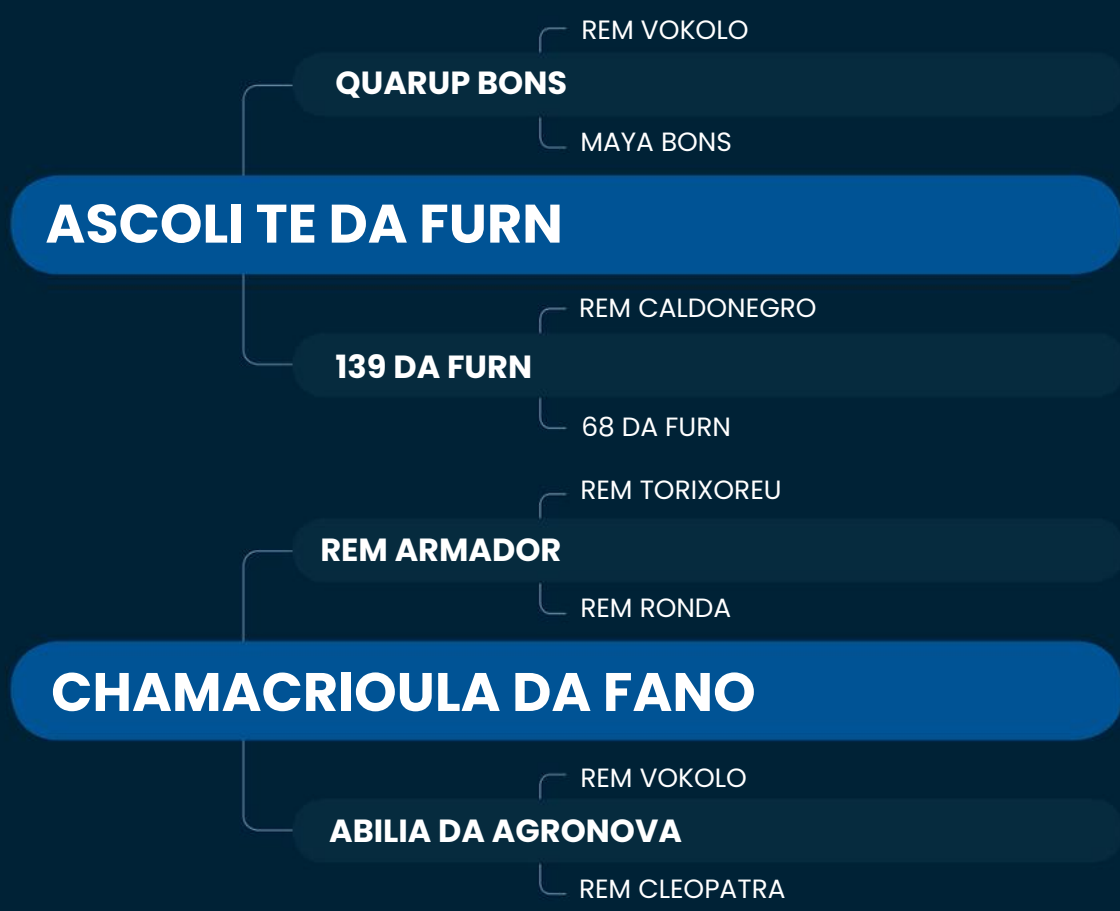 REM VOKOLO
QUARUP BONS
MAYA BONS
ASCOLI TE DA FURN
REM CALDONEGRO
139 DA FURN
68 DA FURN
REM TORIXOREU
REM ARMADOR
REM RONDA
CHAMACRIOULA DA FANO
REM VOKOLO
ABILIA DA AGRONOVA
REM CLEOPATRA